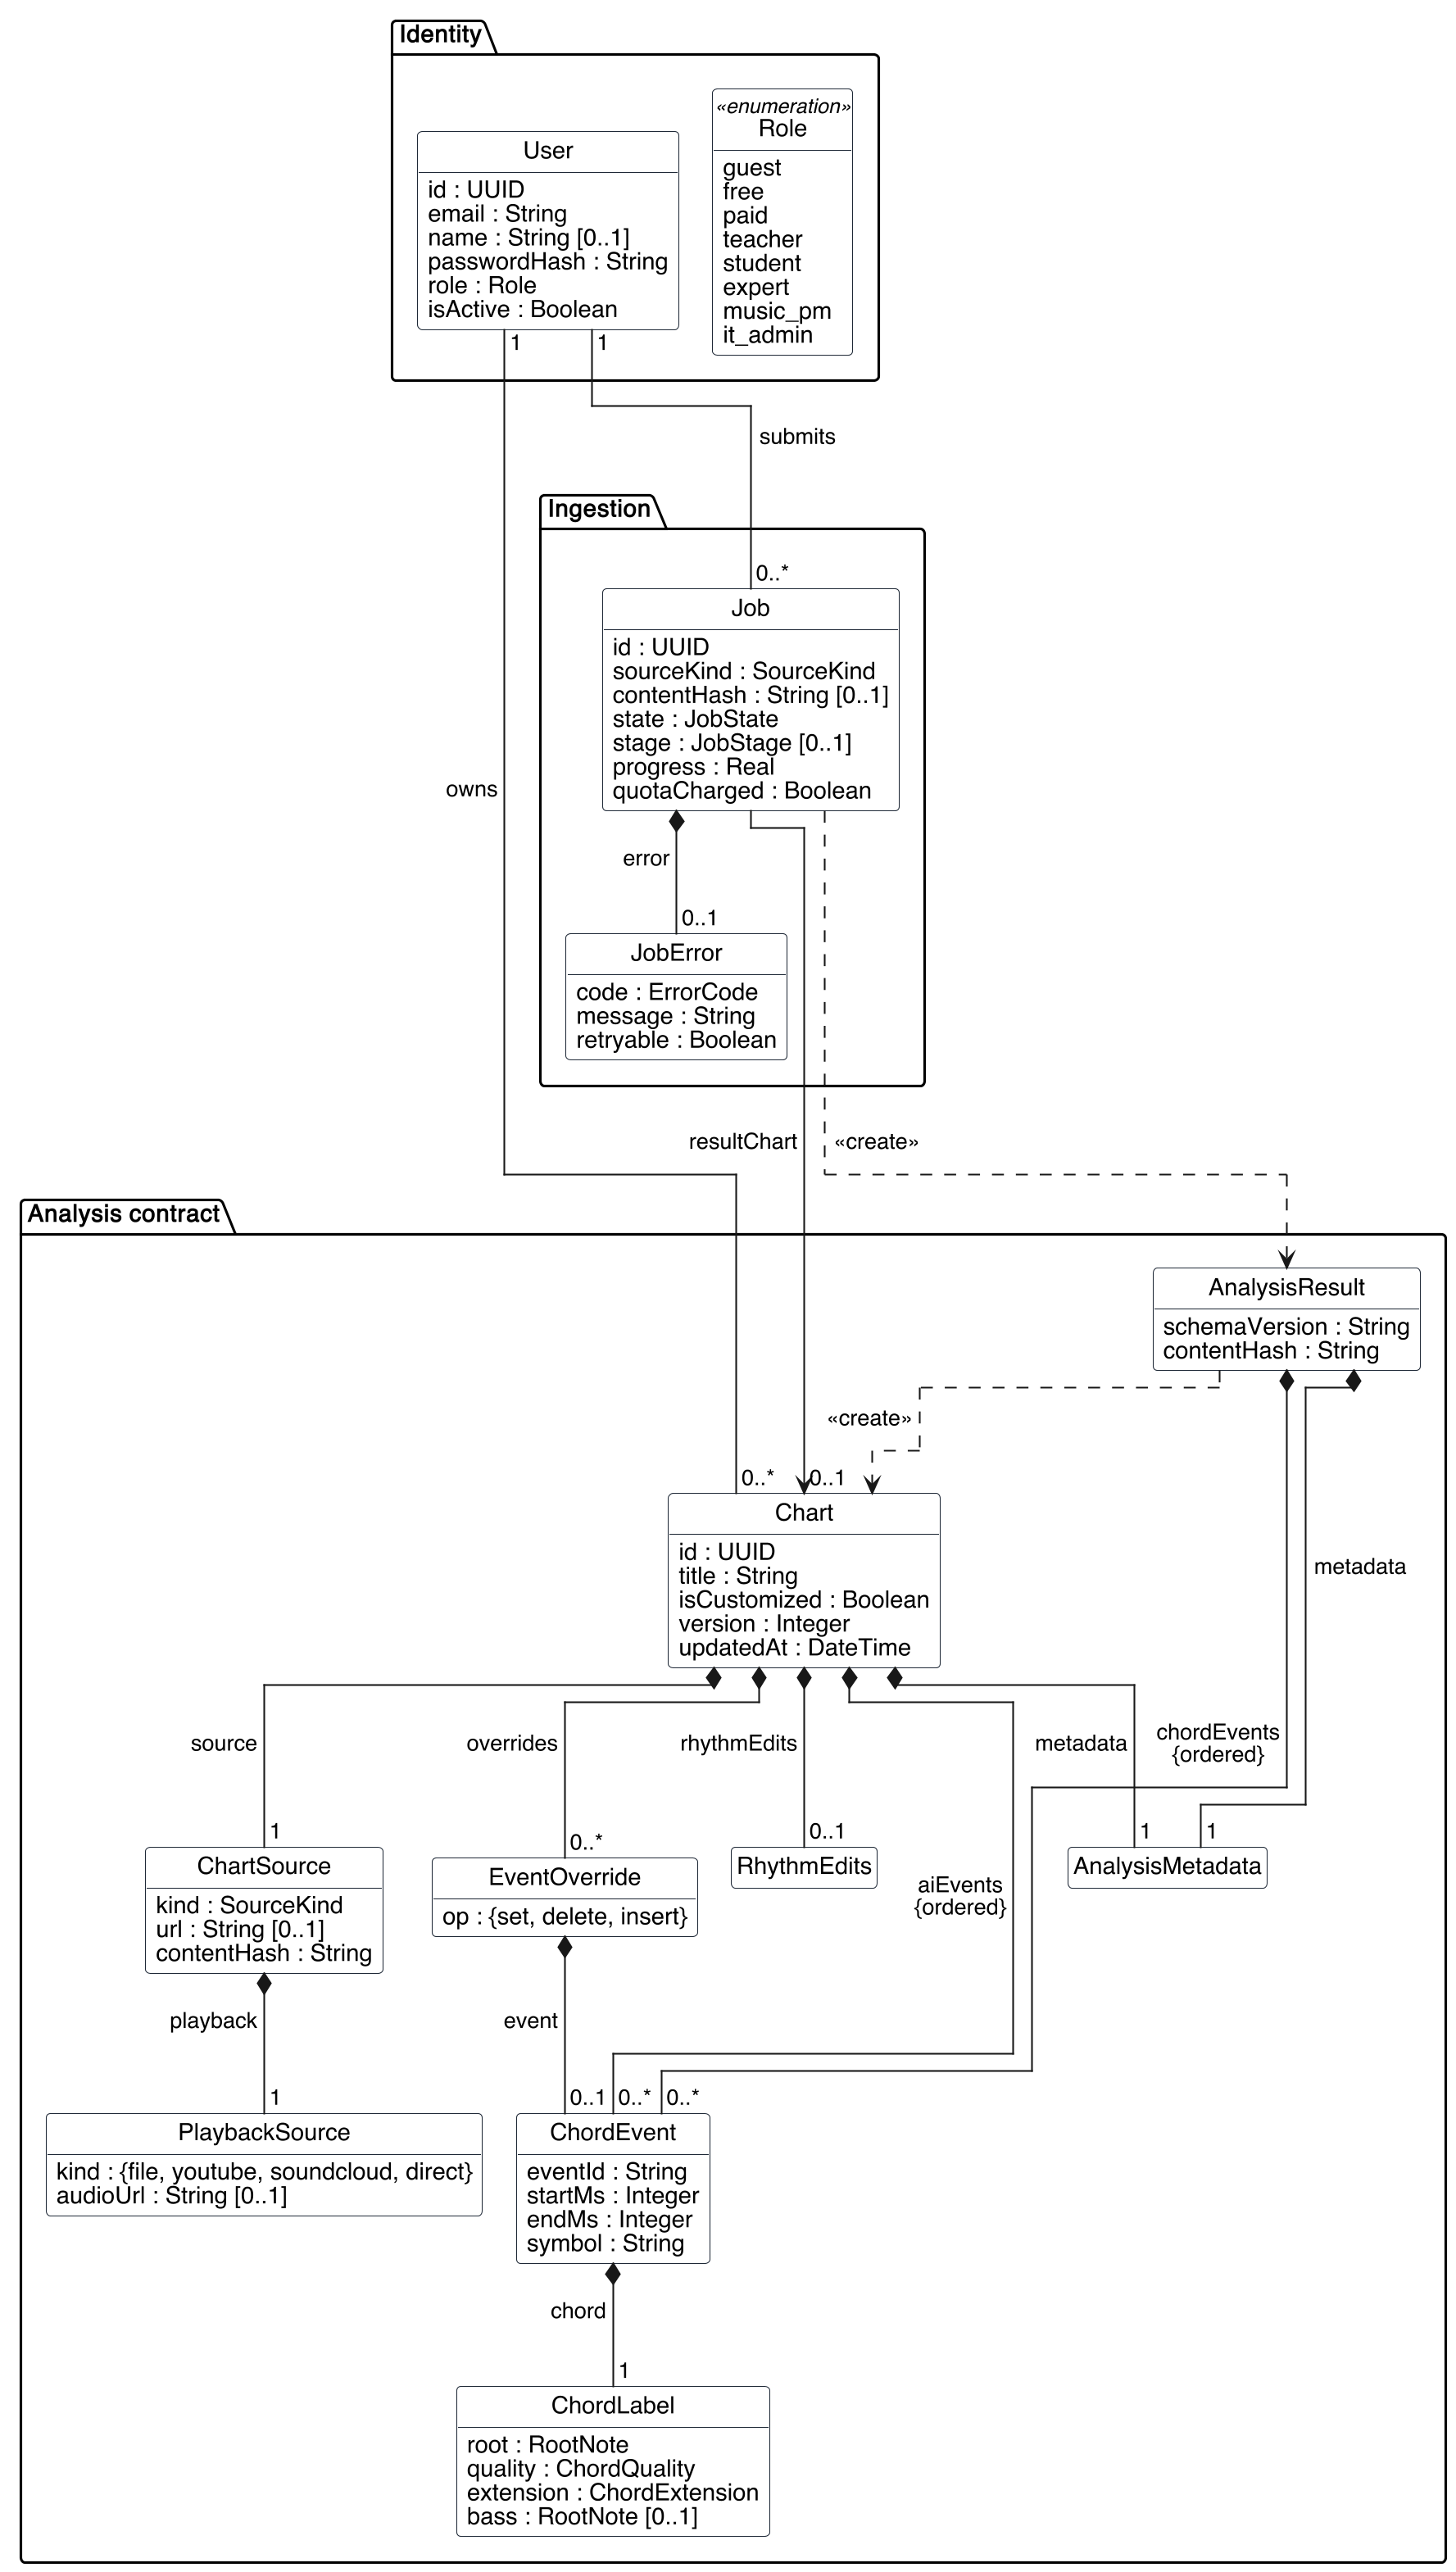 Identity
«enumeration»
Role
guest
free
paid
teacher
student
expert
music_pm
it_admin
User
id : UUID
email : String
name : String [0..1]
passwordHash : String
role : Role
isActive : Boolean
1
1
submits
Ingestion
0..*
Job
id : UUID
sourceKind : SourceKind
contentHash : String [0..1]
state : JobState
stage : JobStage [0..1]
progress : Real
quotaCharged : Boolean
owns
error
0..1
JobError
code : ErrorCode
message : String
retryable : Boolean
resultChart
«create»
Analysis contract
AnalysisResult
schemaVersion : String
contentHash : String
«create»
0..*
0..1
Chart
id : UUID
title : String
isCustomized : Boolean
version : Integer
updatedAt : DateTime
metadata
source
overrides
rhythmEdits
metadata
chordEvents
{ordered}
1
0..*
0..1
1
1
ChartSource
kind : SourceKind
url : String [0..1]
contentHash : String
EventOverride
op : {set, delete, insert}
RhythmEdits
AnalysisMetadata
aiEvents
{ordered}
playback
event
1
0..1
0..*
0..*
PlaybackSource
kind : {file, youtube, soundcloud, direct}
audioUrl : String [0..1]
ChordEvent
eventId : String
startMs : Integer
endMs : Integer
symbol : String
chord
1
ChordLabel
root : RootNote
quality : ChordQuality
extension : ChordExtension
bass : RootNote [0..1]